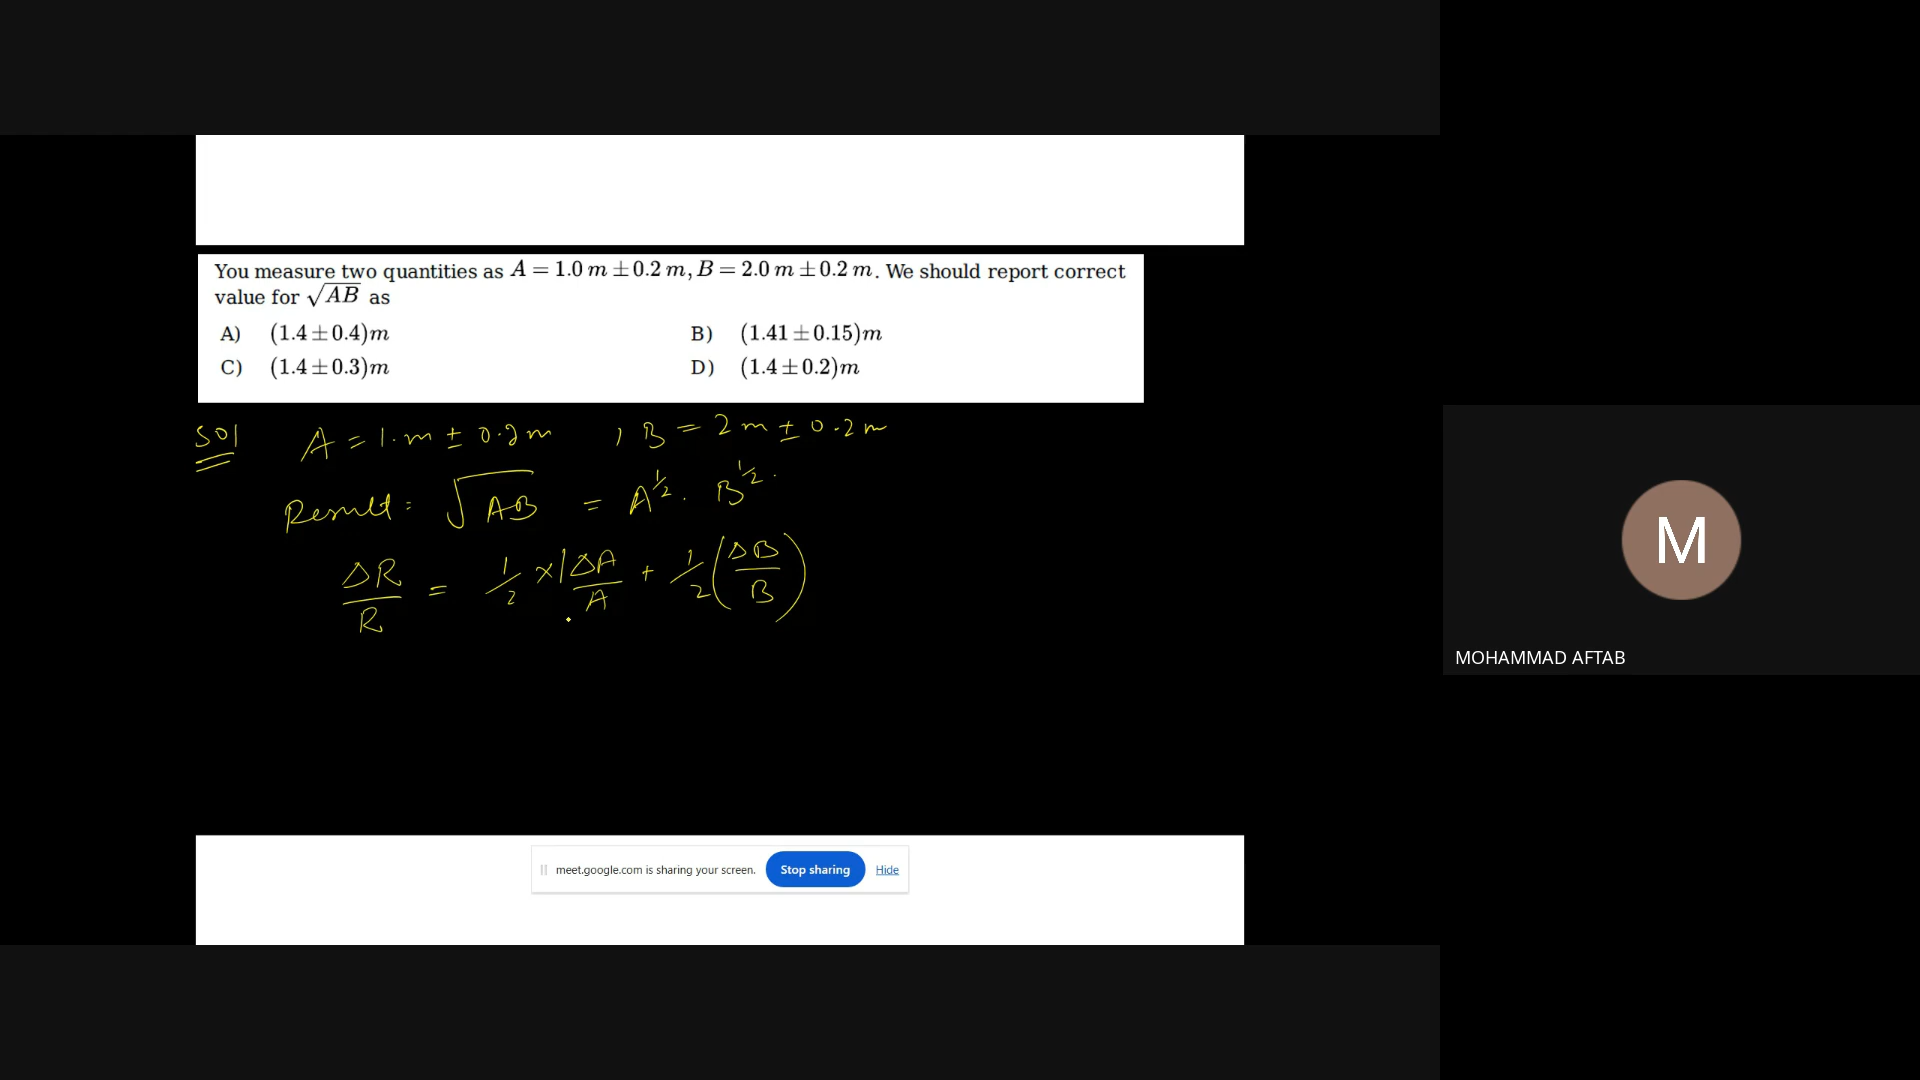 You measure two quantities as A = 1.0 m ± 0.2 m, B = 2.0 m ± 0.2 m. We should report correct
value for √AB as
A) (1.4 ± 0.4)m B) (1.41 ± 0.15)m
C) (1.4 ± 0.3)m D) (1.4 ± 0.2)m
Sol A = 1. m ± 0.2 m , B = 2 m ± 0.2 m
Result: √AB = A^1/2 . B^1/2 .
ΔR/R = 1/2 × |ΔA/A + 1/2 (ΔB/B)
M
MOHAMMAD AFTAB
meet.google.com is sharing your screen. Stop sharing Hide